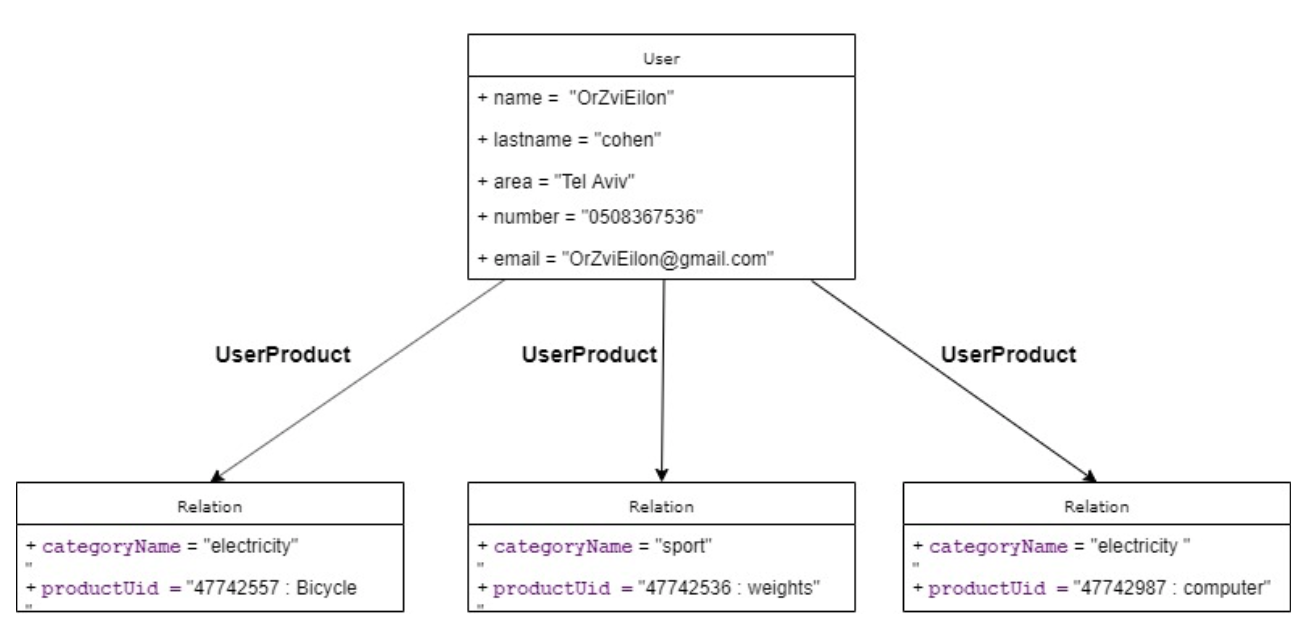 User
+ name =  "OrZviEilon"
+ lastname = "cohen"
+ area = "Tel Aviv"
+ number = "0508367536"
+ email = "OrZviEilon@gmail.com"
UserProduct
UserProduct
UserProduct
Relation
+ categoryName = "electricity"
"
+ productUid = "47742557 : Bicycle
"
Relation
+ categoryName = "sport"
"
+ productUid = "47742536 : weights"
"
Relation
+ categoryName = "electricity "
"
+ productUid = "47742987 : computer"
"